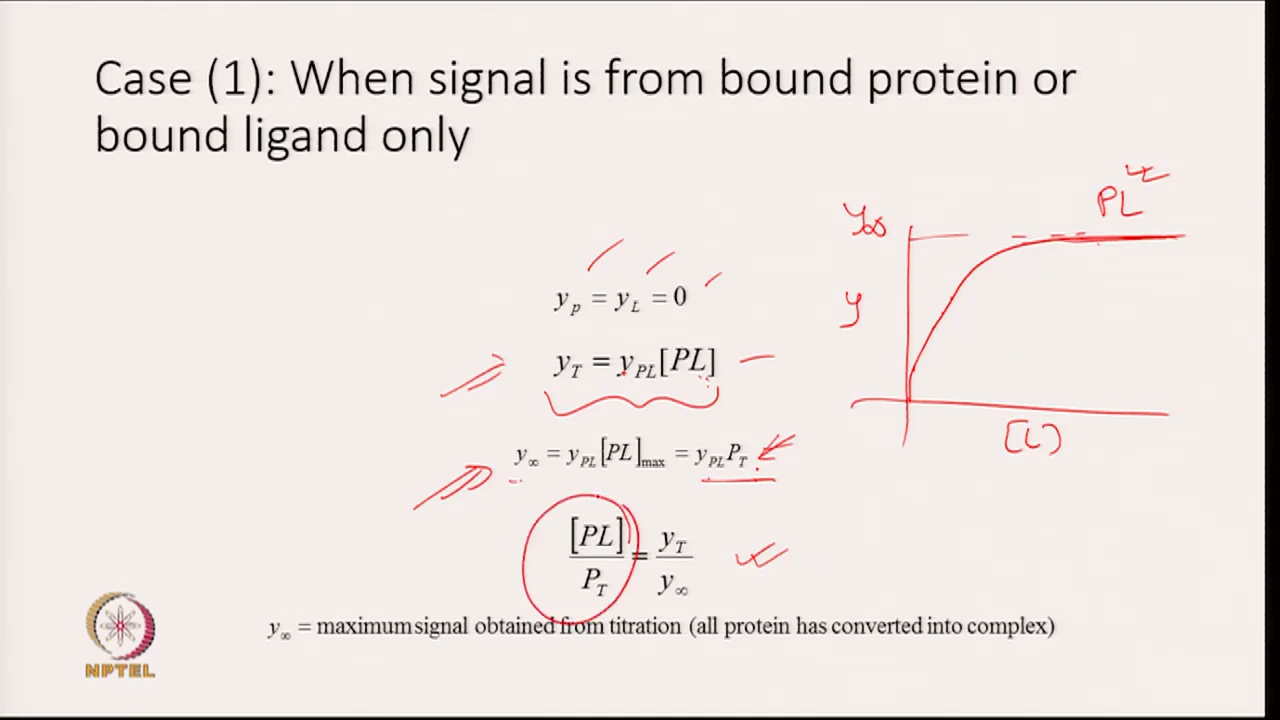 Case (1): When signal is from bound protein or
bound ligand only
y_p = y_L = 0
y_T = y_PL[PL]
y_∞ = y_PL[PL]_max = y_PL P_T
[PL]/P_T = y_T/y_∞
y_∞ = maximum signal obtained from titration (all protein has converted into complex)
y_∞
PL
y
[L]
NPTEL